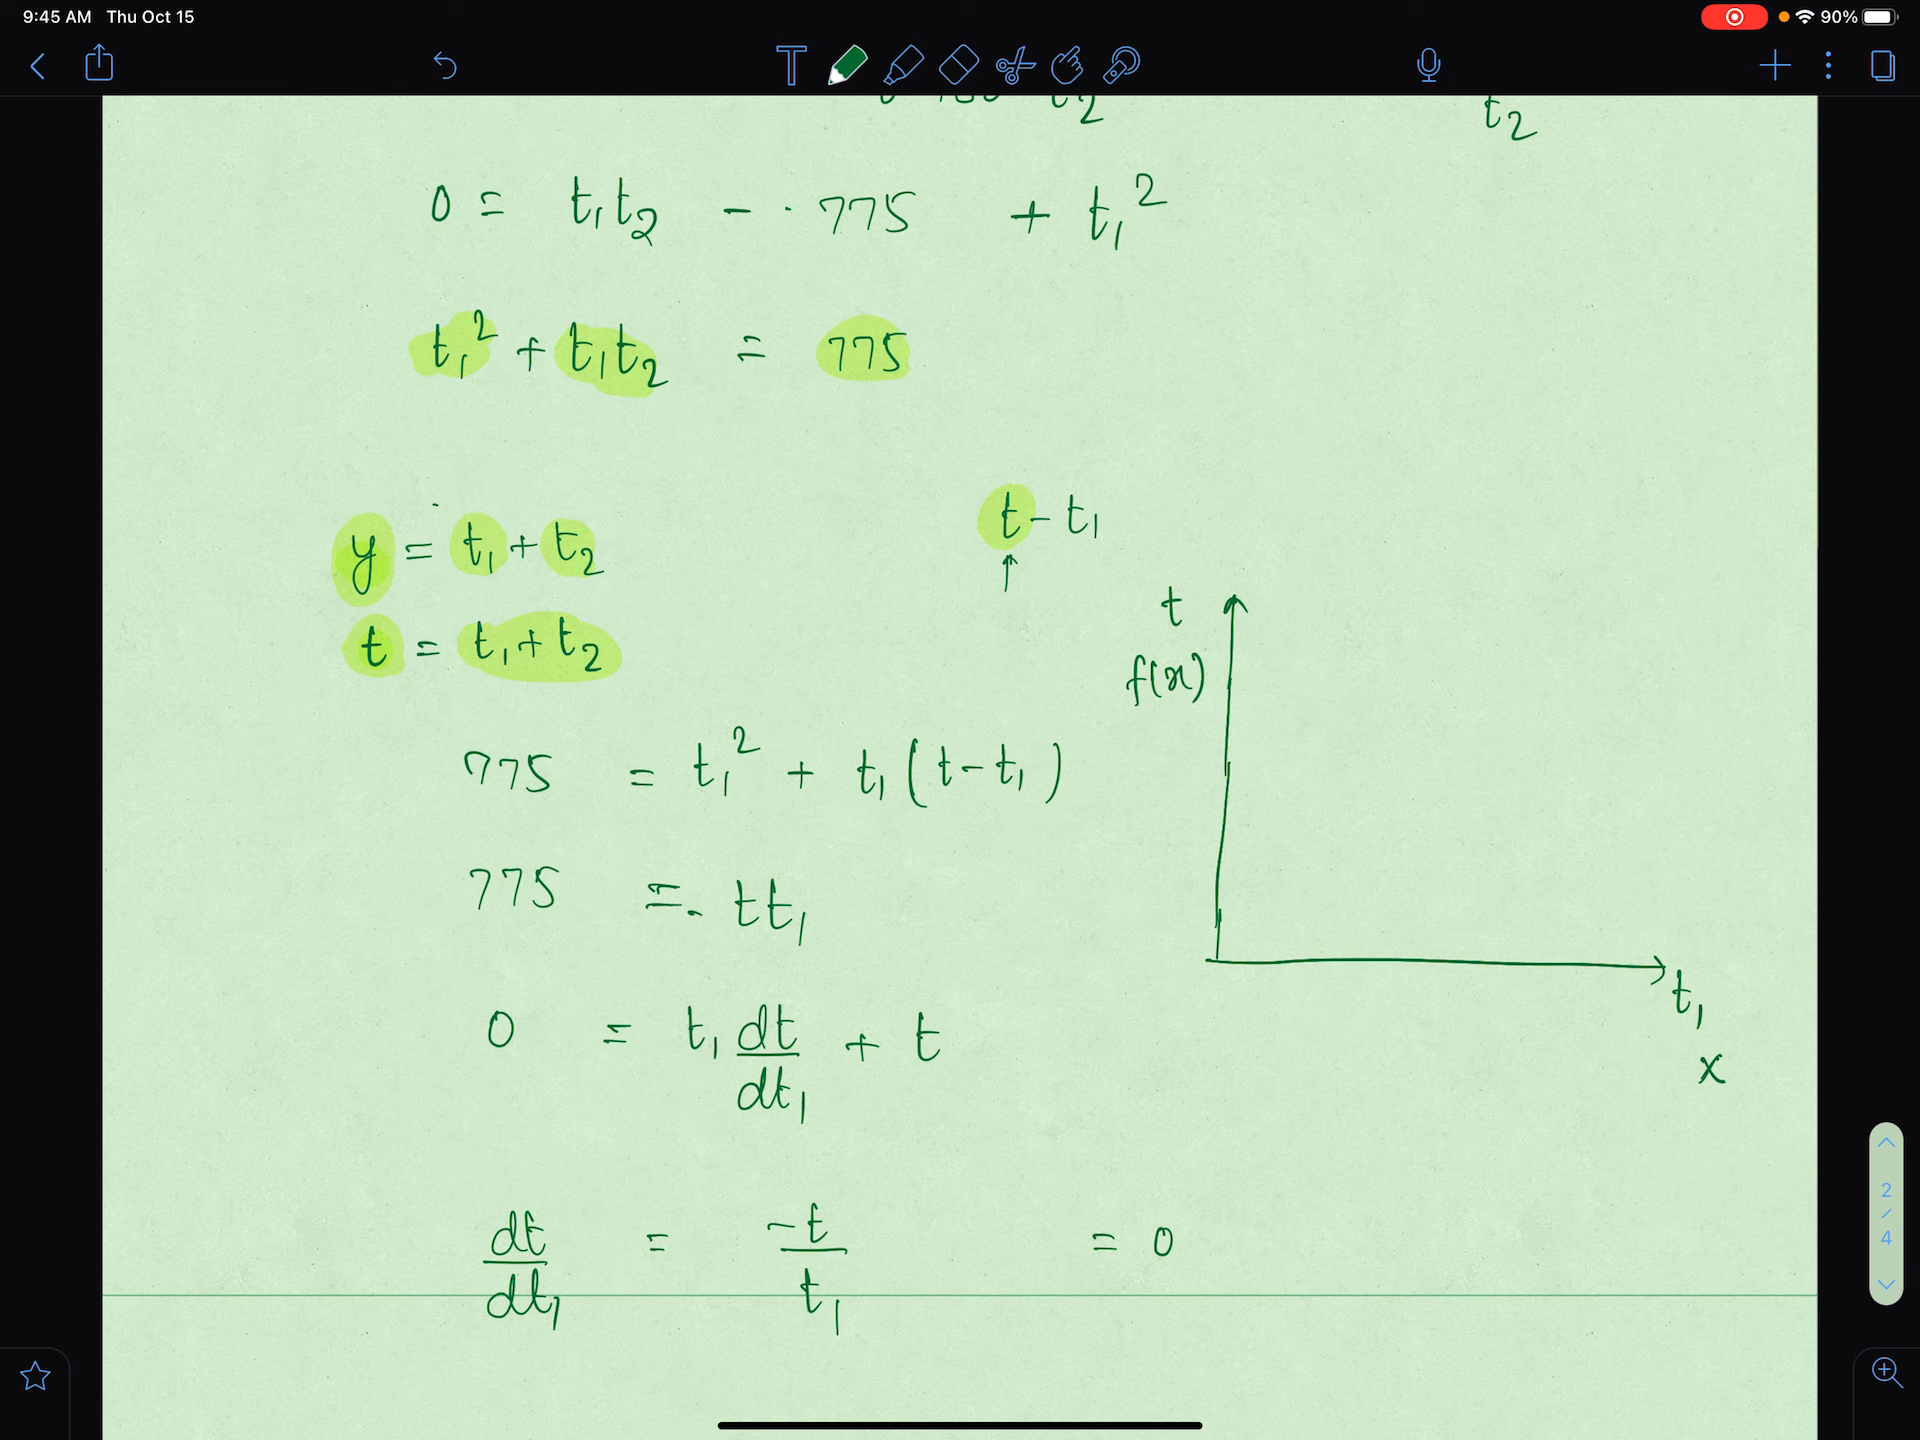 9:45 AM Thu Oct 15
90%
t₂
t₂
0 = t₁t₂ - 775 + t₁²
t₁² + t₁t₂ = 775
t - t₁
y = t₁ + t₂
t
t = t₁ + t₂
f(x)
775 = t₁² + t₁(t - t₁)
775 = tt₁
t₁
0 = t₁ dt/dt₁ + t
x
2/4
dt/dt₁ = -t/t₁ = 0